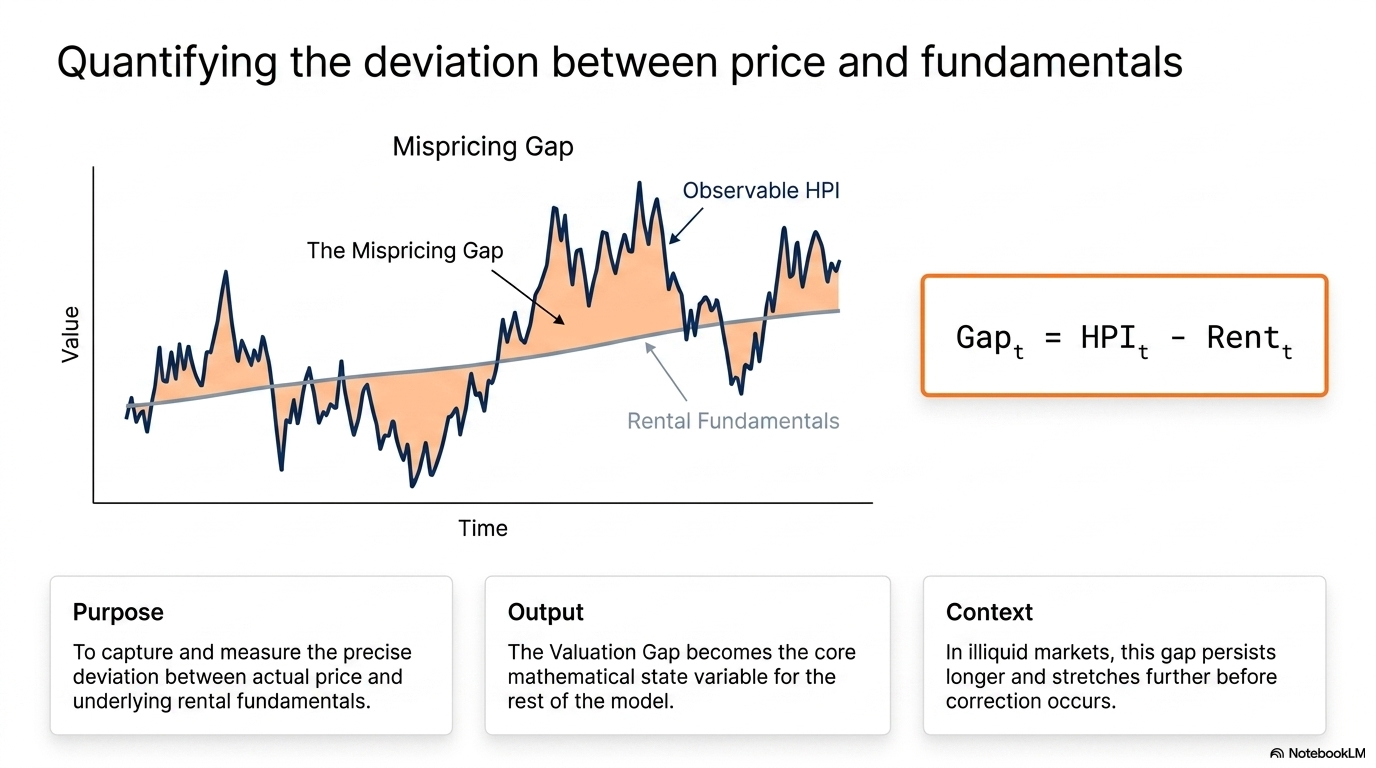 Quantifying the deviation between price and fundamentals
Mispricing Gap
Observable HPI
The Mispricing Gap
Value
Rental Fundamentals
Time
Gapₜ = HPIₜ - Rentₜ
Purpose
To capture and measure the precise
deviation between actual price and
underlying rental fundamentals.
Output
The Valuation Gap becomes the core
mathematical state variable for the
rest of the model.
Context
In illiquid markets, this gap persists
longer and stretches further before
correction occurs.
NotebookLM